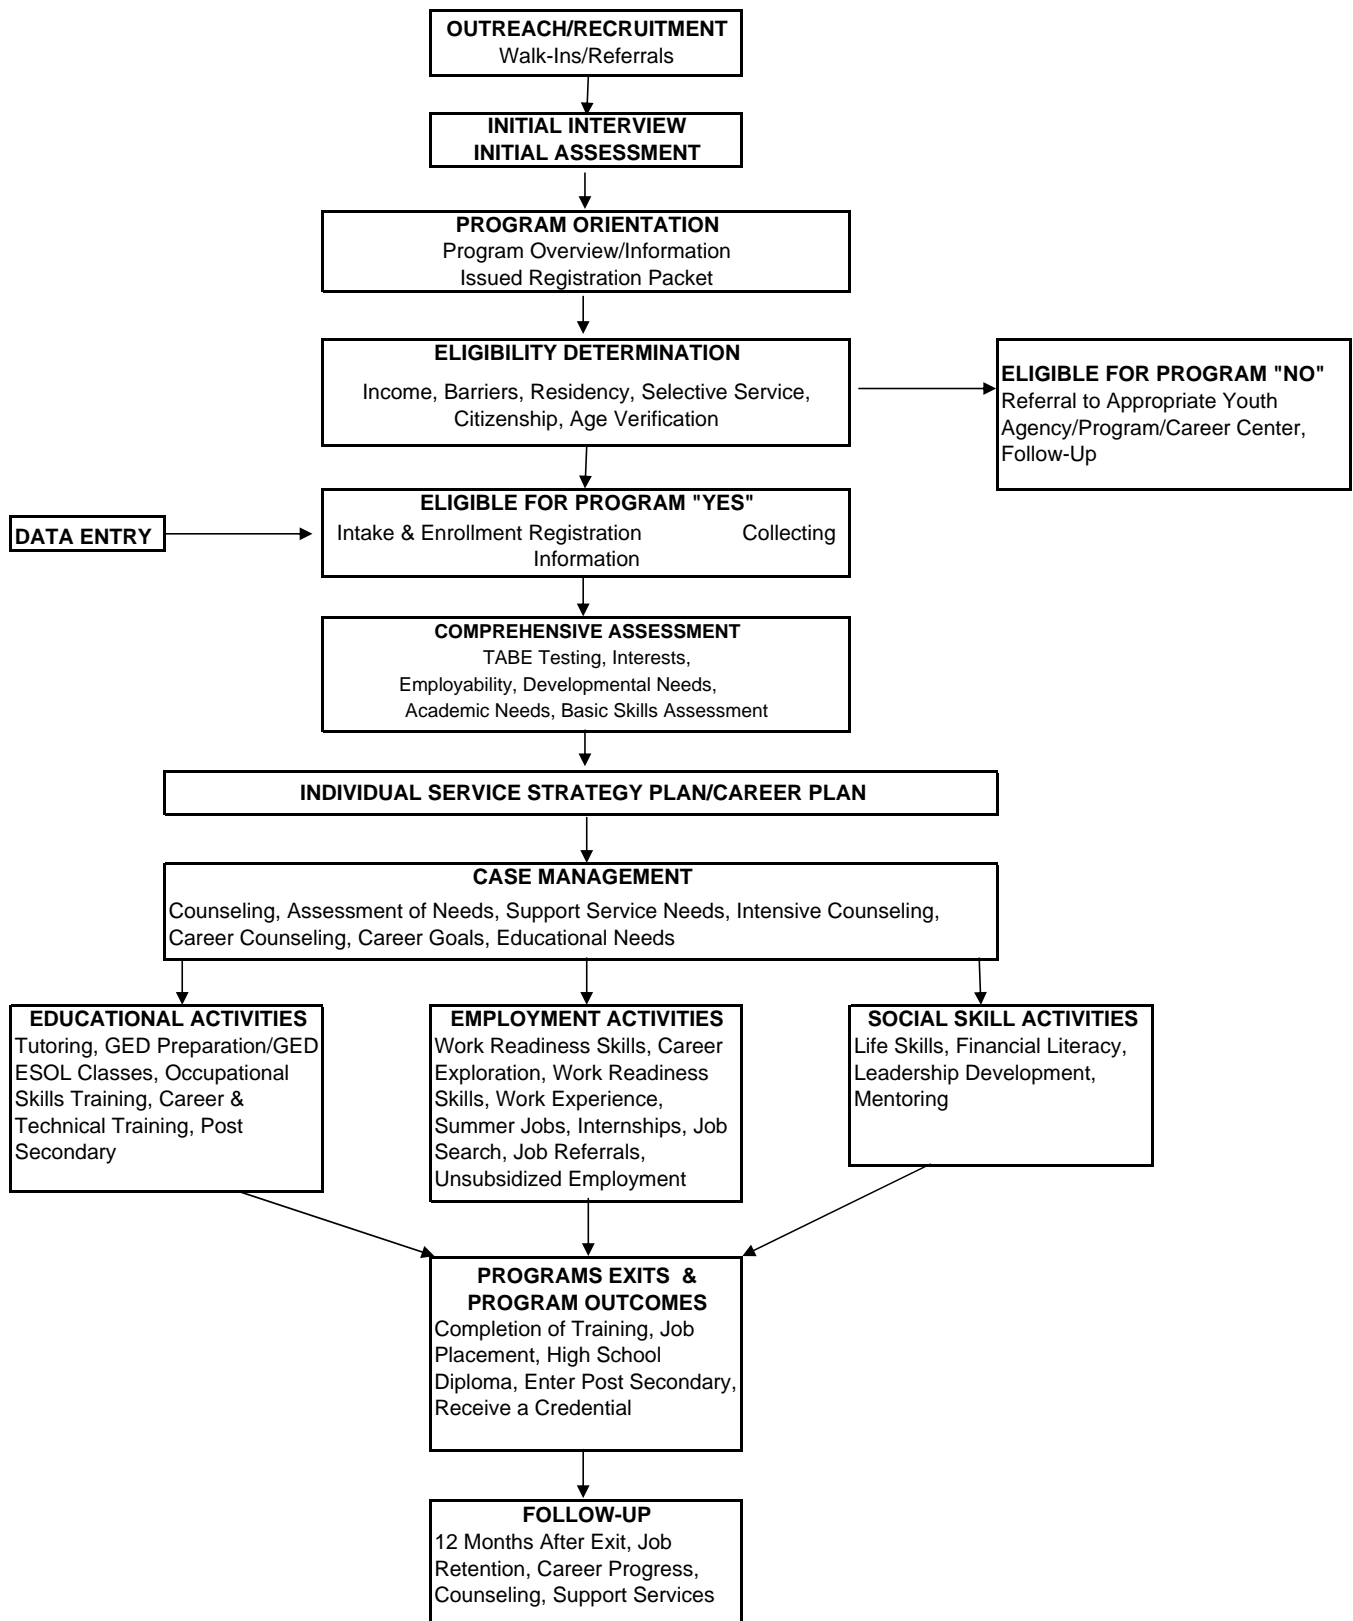 OUTREACH/RECRUITMENT
Walk-Ins/Referrals
INITIAL INTERVIEW
INITIAL ASSESSMENT
PROGRAM ORIENTATION
Program Overview/Information
Issued Registration Packet
ELIGIBILITY DETERMINATION
Income, Barriers, Residency, Selective Service,
Citizenship, Age Verification
ELIGIBLE FOR PROGRAM "NO"
Referral to Appropriate Youth
Agency/Program/Career Center,
Follow-Up
DATA ENTRY
ELIGIBLE FOR PROGRAM "YES"
Intake & Enrollment Registration Collecting
Information
COMPREHENSIVE ASSESSMENT
TABE Testing, Interests,
Employability, Developmental Needs,
Academic Needs, Basic Skills Assessment
INDIVIDUAL SERVICE STRATEGY PLAN/CAREER PLAN
CASE MANAGEMENT
Counseling, Assessment of Needs, Support Service Needs, Intensive Counseling,
Career Counseling, Career Goals, Educational Needs
EDUCATIONAL ACTIVITIES
Tutoring, GED Preparation/GED
ESOL Classes, Occupational
Skills Training, Career &
Technical Training, Post
Secondary
EMPLOYMENT ACTIVITIES
Work Readiness Skills, Career
Exploration, Work Readiness
Skills, Work Experience,
Summer Jobs, Internships, Job
Search, Job Referrals,
Unsubsidized Employment
SOCIAL SKILL ACTIVITIES
Life Skills, Financial Literacy,
Leadership Development,
Mentoring
PROGRAMS EXITS &
PROGRAM OUTCOMES
Completion of Training, Job
Placement, High School
Diploma, Enter Post Secondary,
Receive a Credential
FOLLOW-UP
12 Months After Exit, Job
Retention, Career Progress,
Counseling, Support Services